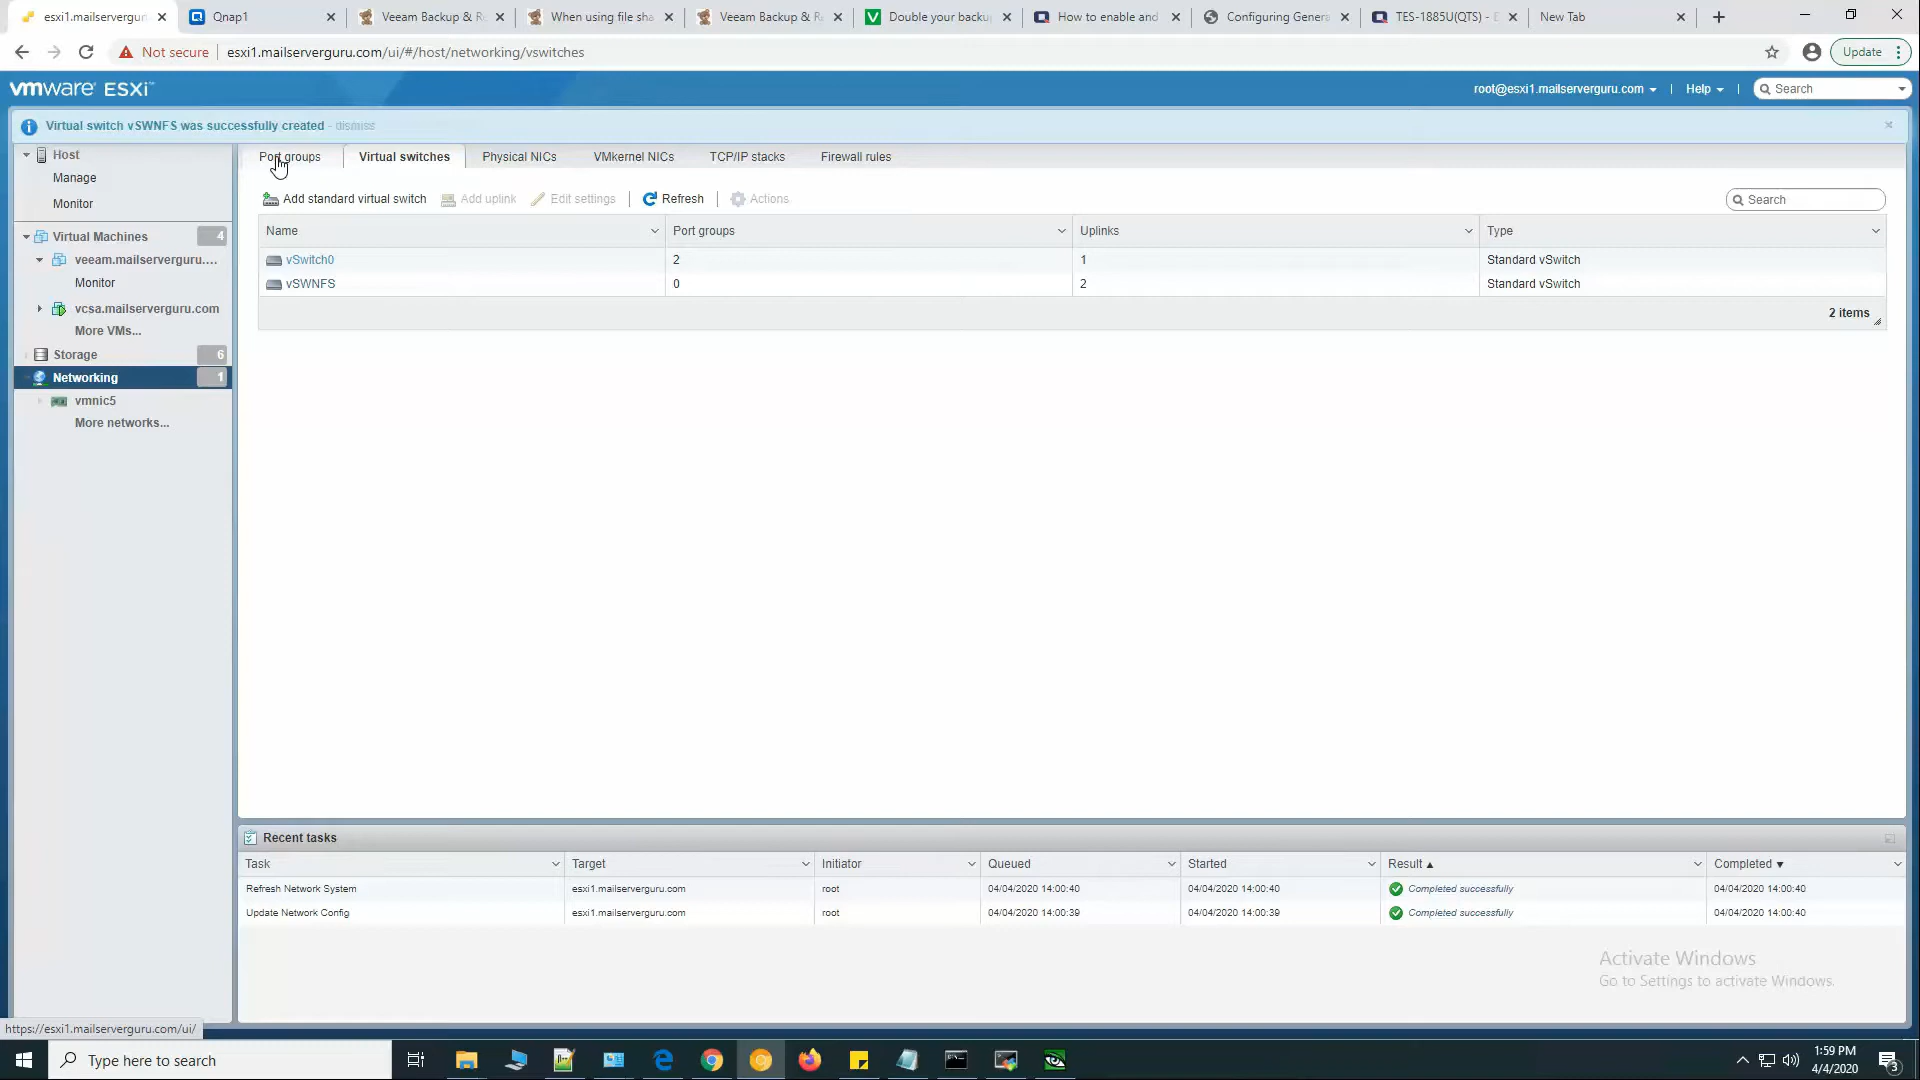 esxi1.mailservergur
Qnap1
Veeam Backup & R
When using file sha
Veeam Backup & R
Double your backu
How to enable and
Configuring Genera
TES-1885U(QTS) - E
New Tab
Not secure
esxi1.mailserverguru.com/ui/#/host/networking/vswitches
Update
vmware ESXi™
root@esxi1.mailserverguru.com
Help
Search
Virtual switch vSWNFS was successfully created - dismiss
Host
Manage
Monitor
Virtual Machines 4
veeam.mailserverguru....
Monitor
vcsa.mailserverguru.com
More VMs...
Storage 6
Networking 1
vmnic5
More networks...
Port groups
Virtual switches
Physical NICs
VMkernel NICs
TCP/IP stacks
Firewall rules
Add standard virtual switch
Add uplink
Edit settings
Refresh
Actions
Search
Name Port groups Uplinks Type
vSwitch0 2 1 Standard vSwitch
vSWNFS 0 2 Standard vSwitch
2 items
Recent tasks
Task Target Initiator Queued Started Result Completed
Refresh Network System esxi1.mailserverguru.com root 04/04/2020 14:00:40 04/04/2020 14:00:40 Completed successfully 04/04/2020 14:00:40
Update Network Config esxi1.mailserverguru.com root 04/04/2020 14:00:39 04/04/2020 14:00:39 Completed successfully 04/04/2020 14:00:40
Activate Windows
Go to Settings to activate Windows.
https://esxi1.mailserverguru.com/ui/
Type here to search
1:59 PM
4/4/2020
3